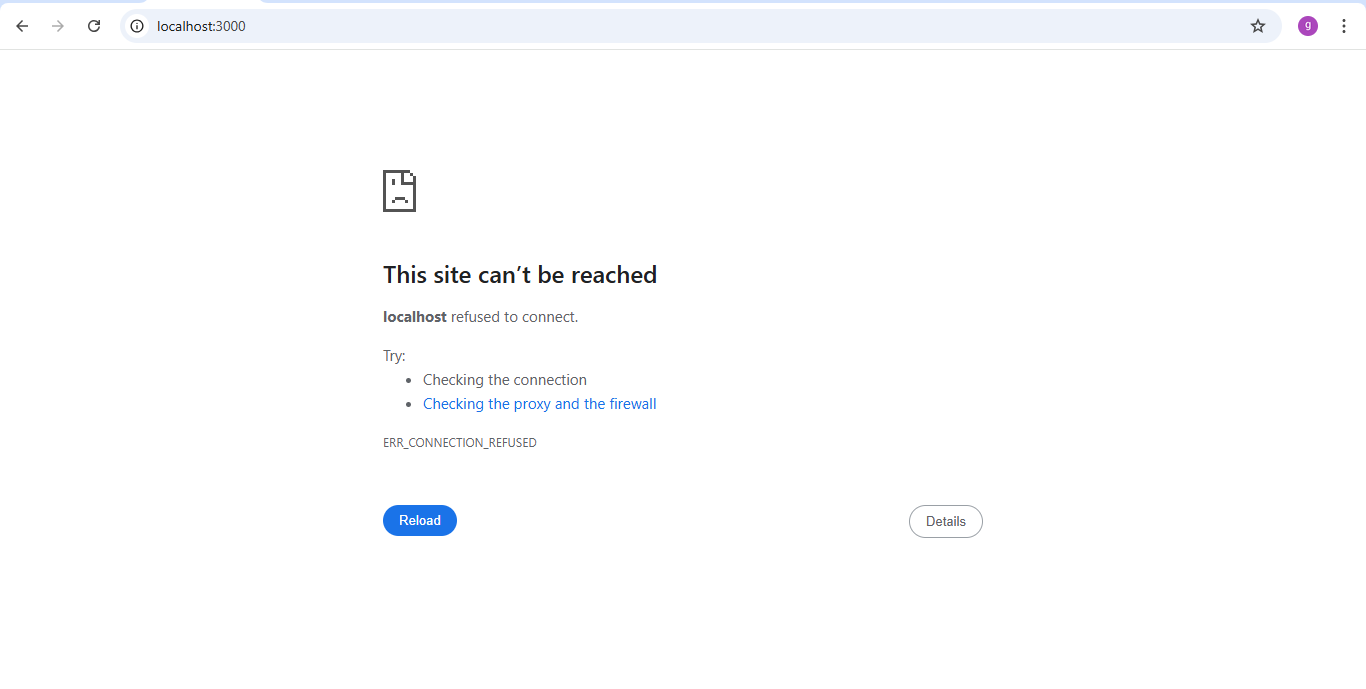 localhost:3000
g
This site can’t be reached
localhost refused to connect.
Try:
• Checking the connection
• Checking the proxy and the firewall
ERR_CONNECTION_REFUSED
Reload
Details